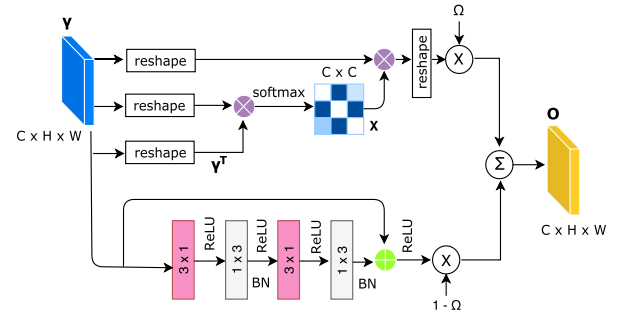 Υ
Ω
reshape
C x C
softmax
reshape
reshape
X
X
C x H x W
reshape
Υᵀ
O
Σ
C x H x W
3 x 1
ReLU
1 x 3
ReLU
BN
3 x 1
ReLU
1 x 3
BN
ReLU
X
1 - Ω